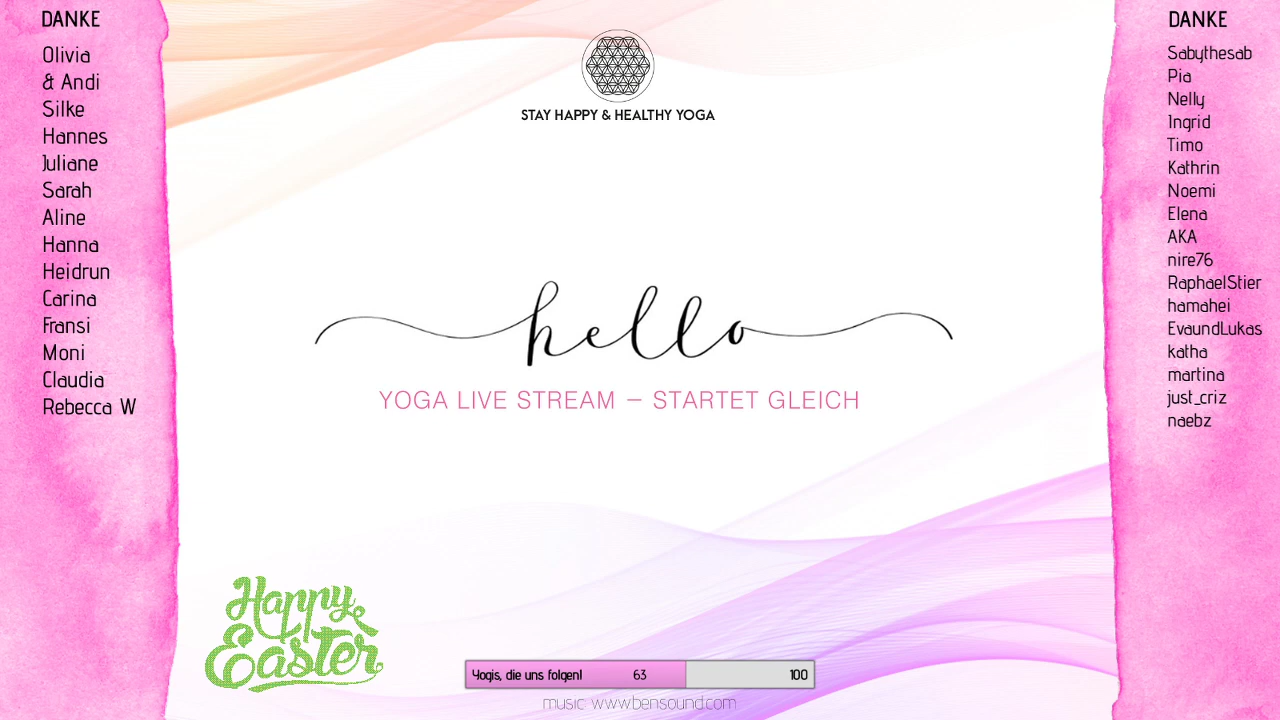 DANKE
Olivia
& Andi
Silke
Hannes
Juliane
Sarah
Aline
Hanna
Heidrun
Carina
Fransi
Moni
Claudia
Rebecca W
STAY HAPPY & HEALTHY YOGA
hello
YOGA LIVE STREAM – STARTET GLEICH
Happy
Easter
Yogis, die uns folgen! 63 100
music: www.bensound.com
DANKE
Sabythesab
Pia
Nelly
Ingrid
Timo
Kathrin
Noemi
Elena
AKA
nire76
RaphaelStier
hamahei
EvaundLukas
katha
martina
just_criz
naebz